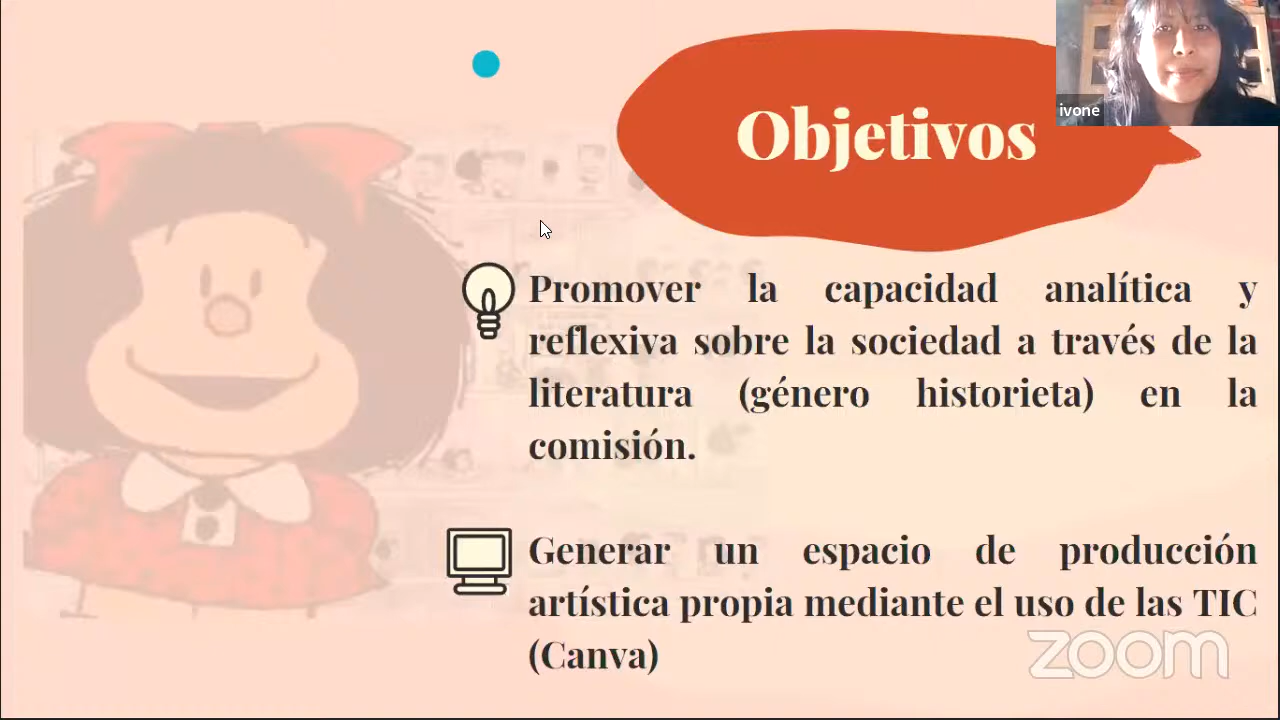 Objetivos
ivone
Promover la capacidad analítica y
reflexiva sobre la sociedad a través de la
literatura (género historieta) en la
comisión.
Generar un espacio de producción
artística propia mediante el uso de las TIC
(Canva)
zoom